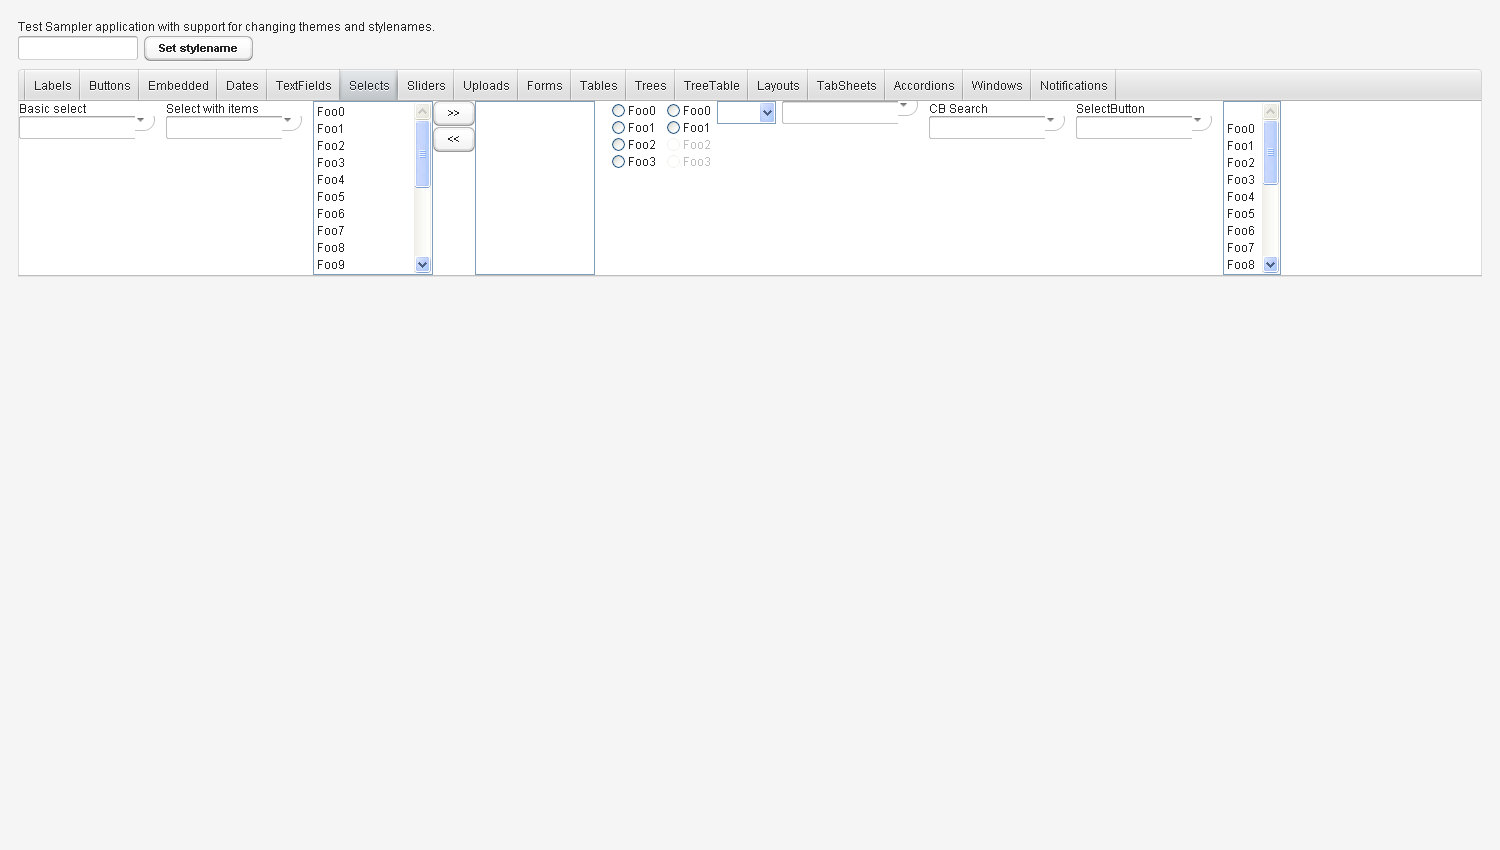 Test Sampler application with support for changing themes and stylenames.
Set stylename
Labels Buttons Embedded Dates TextFields Selects Sliders Uploads Forms Tables Trees TreeTable Layouts TabSheets Accordions Windows Notifications
Basic select
Select with items
Foo0
Foo1
Foo2
Foo3
Foo4
Foo5
Foo6
Foo7
Foo8
Foo9
>>
<<
Foo0
Foo1
Foo2
Foo3
Foo0
Foo1
Foo2
Foo3
CB Search
SelectButton
Foo0
Foo1
Foo2
Foo3
Foo4
Foo5
Foo6
Foo7
Foo8